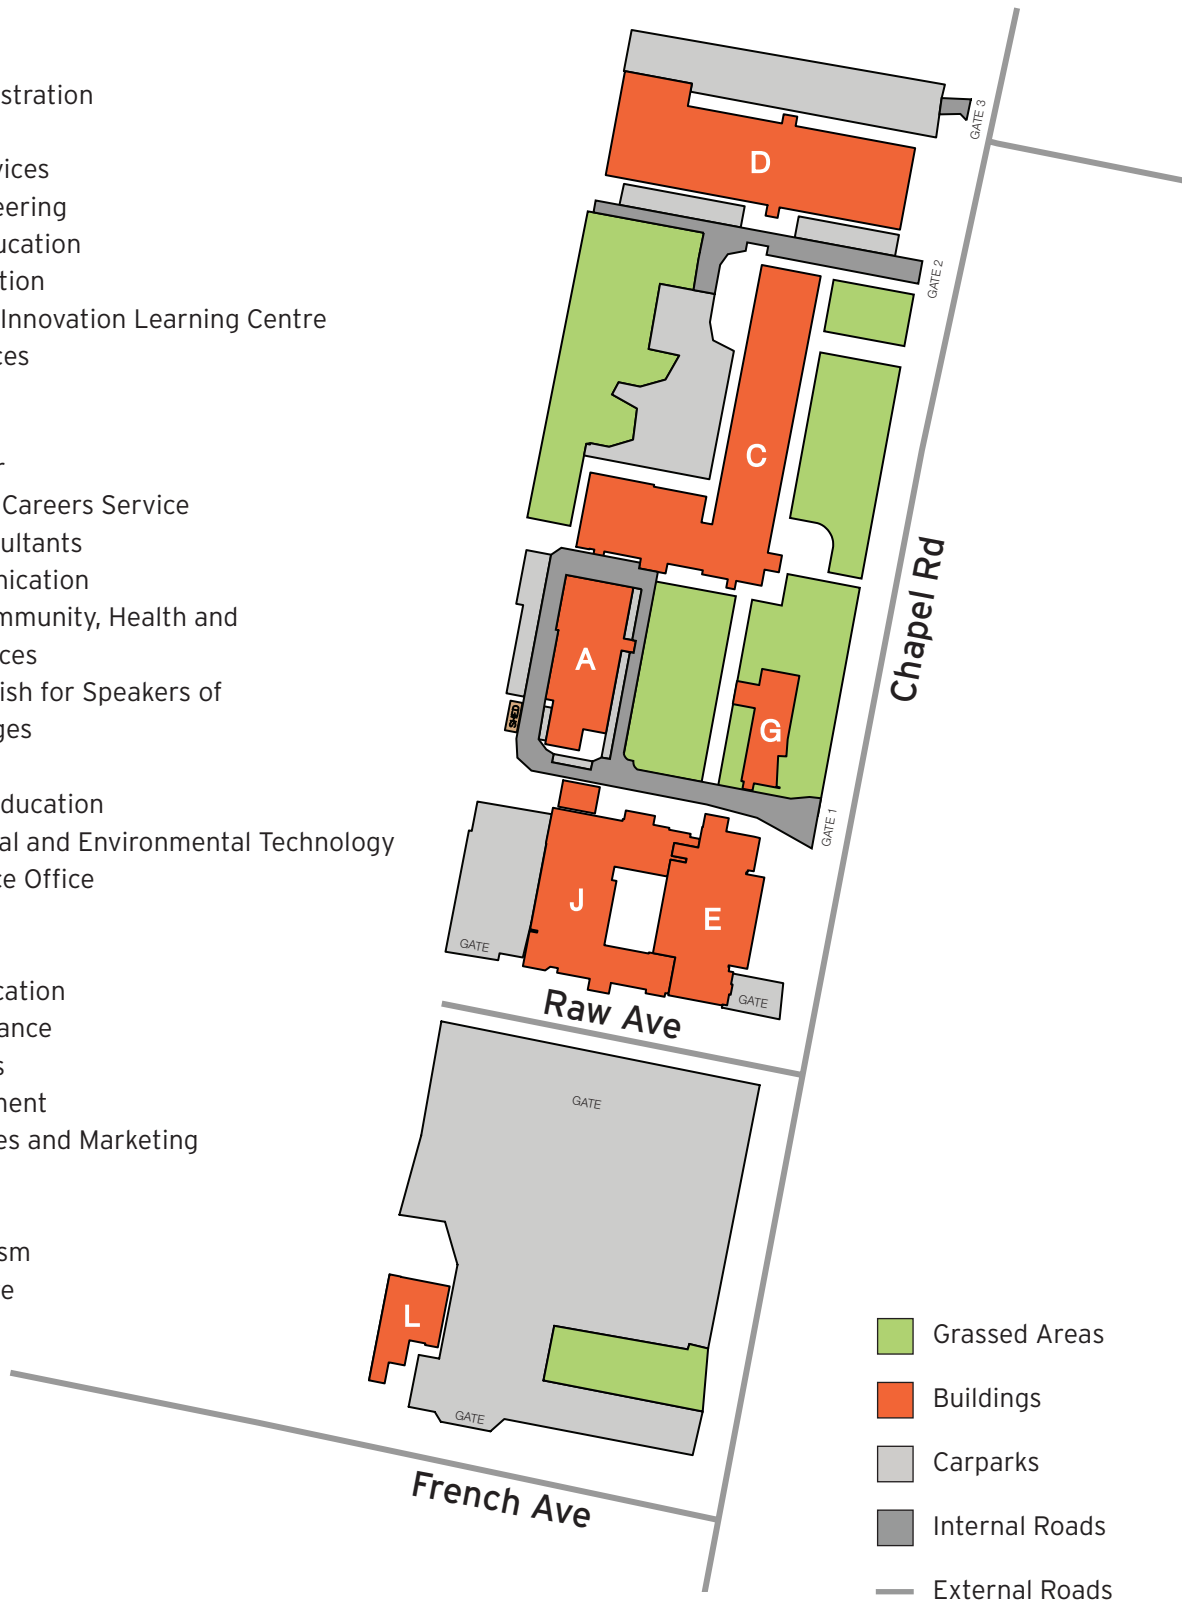 stration
vices
eering
ucation
tion
Innovation Learning Centre
ces
r
Careers Service
ultants
nication
mmunity, Health and
ces
ish for Speakers of
ges
ducation
al and Environmental Technology
ce Office
cation
ance
s
ment
es and Marketing
sm
e
D
GATE 3
GATE 2
C
Chapel Rd
A
SHED
G
GATE 1
J
E
GATE
GATE
Raw Ave
GATE
L
GATE
French Ave
Grassed Areas
Buildings
Carparks
Internal Roads
External Roads